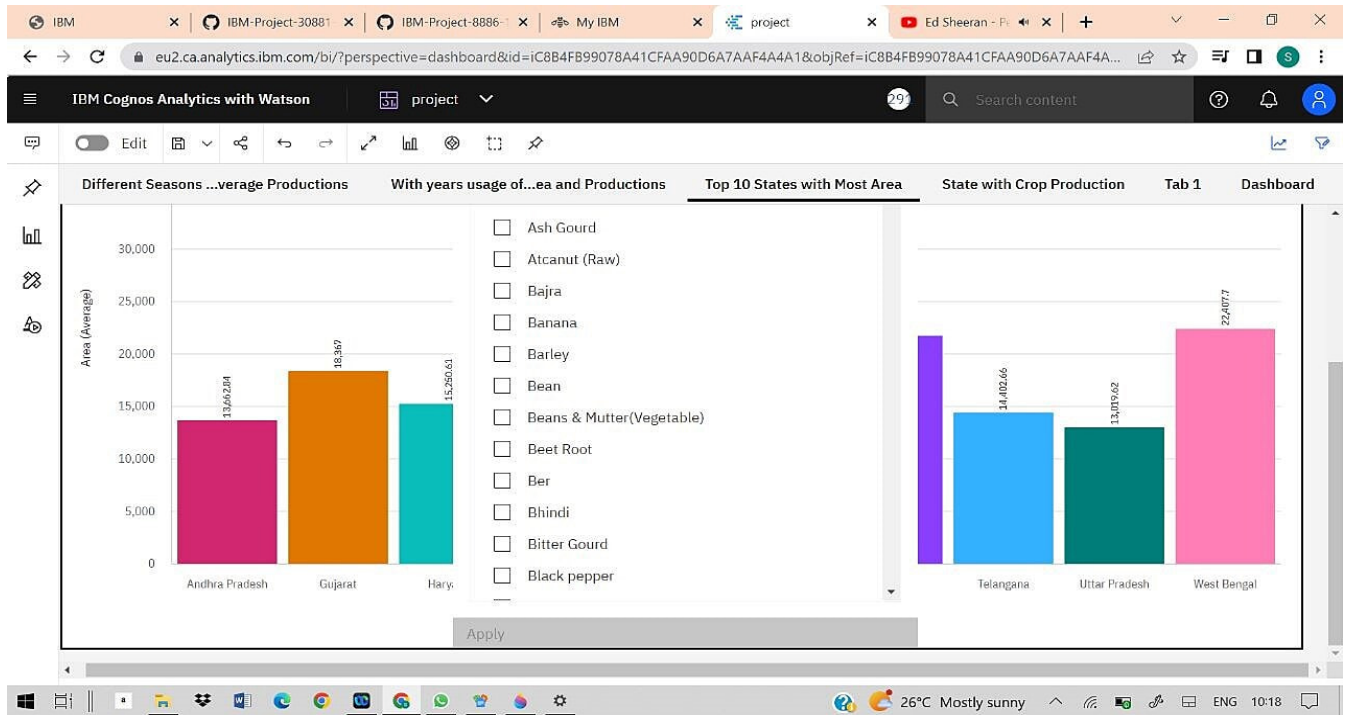 IBM
IBM-Project-30881
IBM-Project-8886-1
My IBM
project
Ed Sheeran - Pe
eu2.ca.analytics.ibm.com/bi/?perspective=dashboard&id=iC8B4FB99078A41CFAA90D6A7AAF4A4A1&objRef=iC8B4FB99078A41CFAA90D6A7AAF4A...
S
IBM Cognos Analytics with Watson
project
291
Search content
Edit
Different Seasons ...verage Productions
With years usage of...ea and Productions
Top 10 States with Most Area
State with Crop Production
Tab 1
Dashboard
Area (Average)
30,000
25,000
20,000
15,000
10,000
5,000
0
13,662.84
18,367
15,250.61
14,402.66
13,019.62
22,407.7
Andhra Pradesh
Gujarat
Hary
Telangana
Uttar Pradesh
West Bengal
Ash Gourd
Atcanut (Raw)
Bajra
Banana
Barley
Bean
Beans & Mutter(Vegetable)
Beet Root
Ber
Bhindi
Bitter Gourd
Black pepper
Apply
26°C Mostly sunny
ENG
10:18